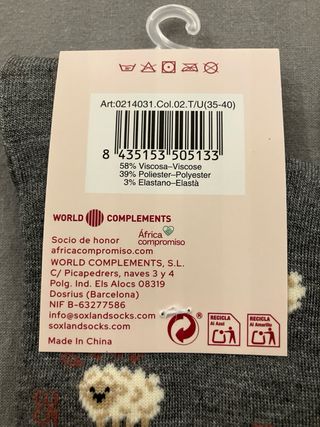 Art:0214031.Col.02.T/U(35-40)
8 435153 505133
58% Viscosa–Viscose
39% Poliester–Polyester
3% Elastano–Elastà
WORLD COMPLEMENTS
Socio de honor
africacompromiso.com
África
compromiso
WORLD COMPLEMENTS, S.L.
C/ Picapedrers, naves 3 y 4
Polg. Ind. Els Alocs 08319
Dosrius (Barcelona)
NIF B-63277586
info@soxlandsocks.com
soxlandsocks.com
Made In China
®
RECICLA
Al Azul
RECICLA
Al Amarillo